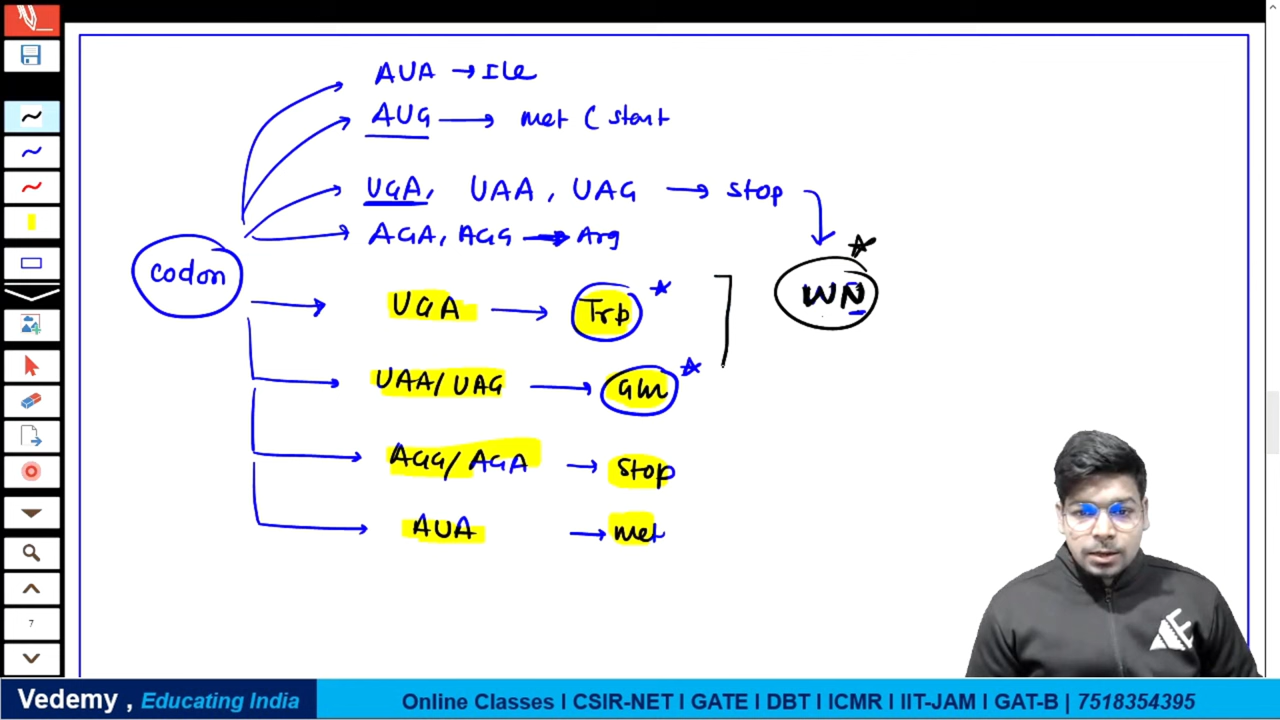 AUA → Ile
AUG → met ( start
UGA, UAA, UAG → stop
AGA, AGG → Arg
codon
WN
UGA → Trp
UAA/UAG → Gln
AGG/AGA → Stop
AUA → met
7
Vedemy , Educating India
Online Classes I CSIR-NET I GATE I DBT I ICMR I IIT-JAM I GAT-B I 7518354395